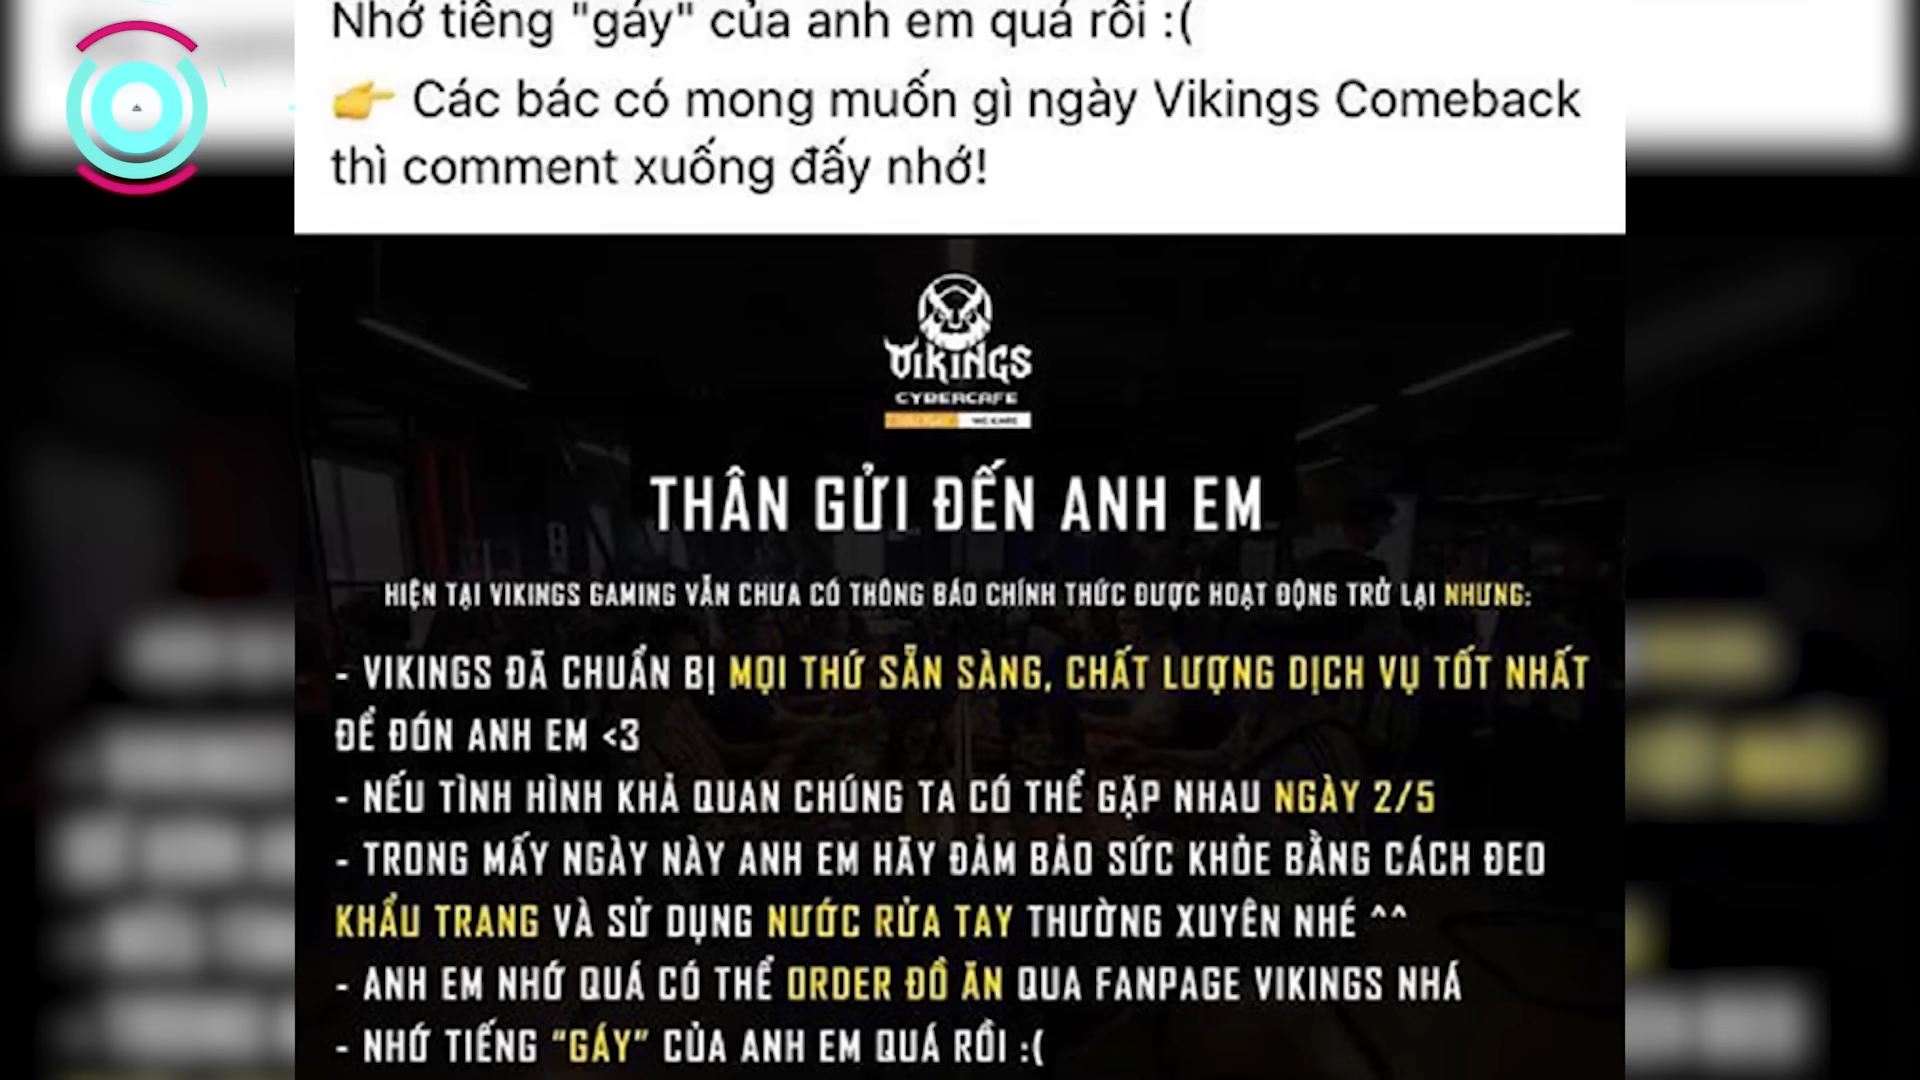 Nhớ tiếng "gáy" của anh em quá rồi :(
👉 Các bác có mong muốn gì ngày Vikings Comeback
thì comment xuống đấy nhớ!
VIKINGS
CYBERCAFE
WE CARE
THÂN GỬI ĐẾN ANH EM
HIỆN TẠI VIKINGS GAMING VẪN CHƯA CÓ THÔNG BÁO CHÍNH THỨC ĐƯỢC HOẠT ĐỘNG TRỞ LẠI NHƯNG:
- VIKINGS ĐÃ CHUẨN BỊ MỌI THỨ SẴN SÀNG, CHẤT LƯỢNG DỊCH VỤ TỐT NHẤT
ĐỂ ĐÓN ANH EM <3
- NẾU TÌNH HÌNH KHẢ QUAN CHÚNG TA CÓ THỂ GẶP NHAU NGÀY 2/5
- TRONG MẤY NGÀY NÀY ANH EM HÃY ĐẢM BẢO SỨC KHỎE BẰNG CÁCH ĐEO
KHẨU TRANG VÀ SỬ DỤNG NƯỚC RỬA TAY THƯỜNG XUYÊN NHÉ ^^
- ANH EM NHỚ QUÁ CÓ THỂ ORDER ĐỒ ĂN QUA FANPAGE VIKINGS NHÁ
- NHỚ TIẾNG “GÁY” CỦA ANH EM QUÁ RỒI :(